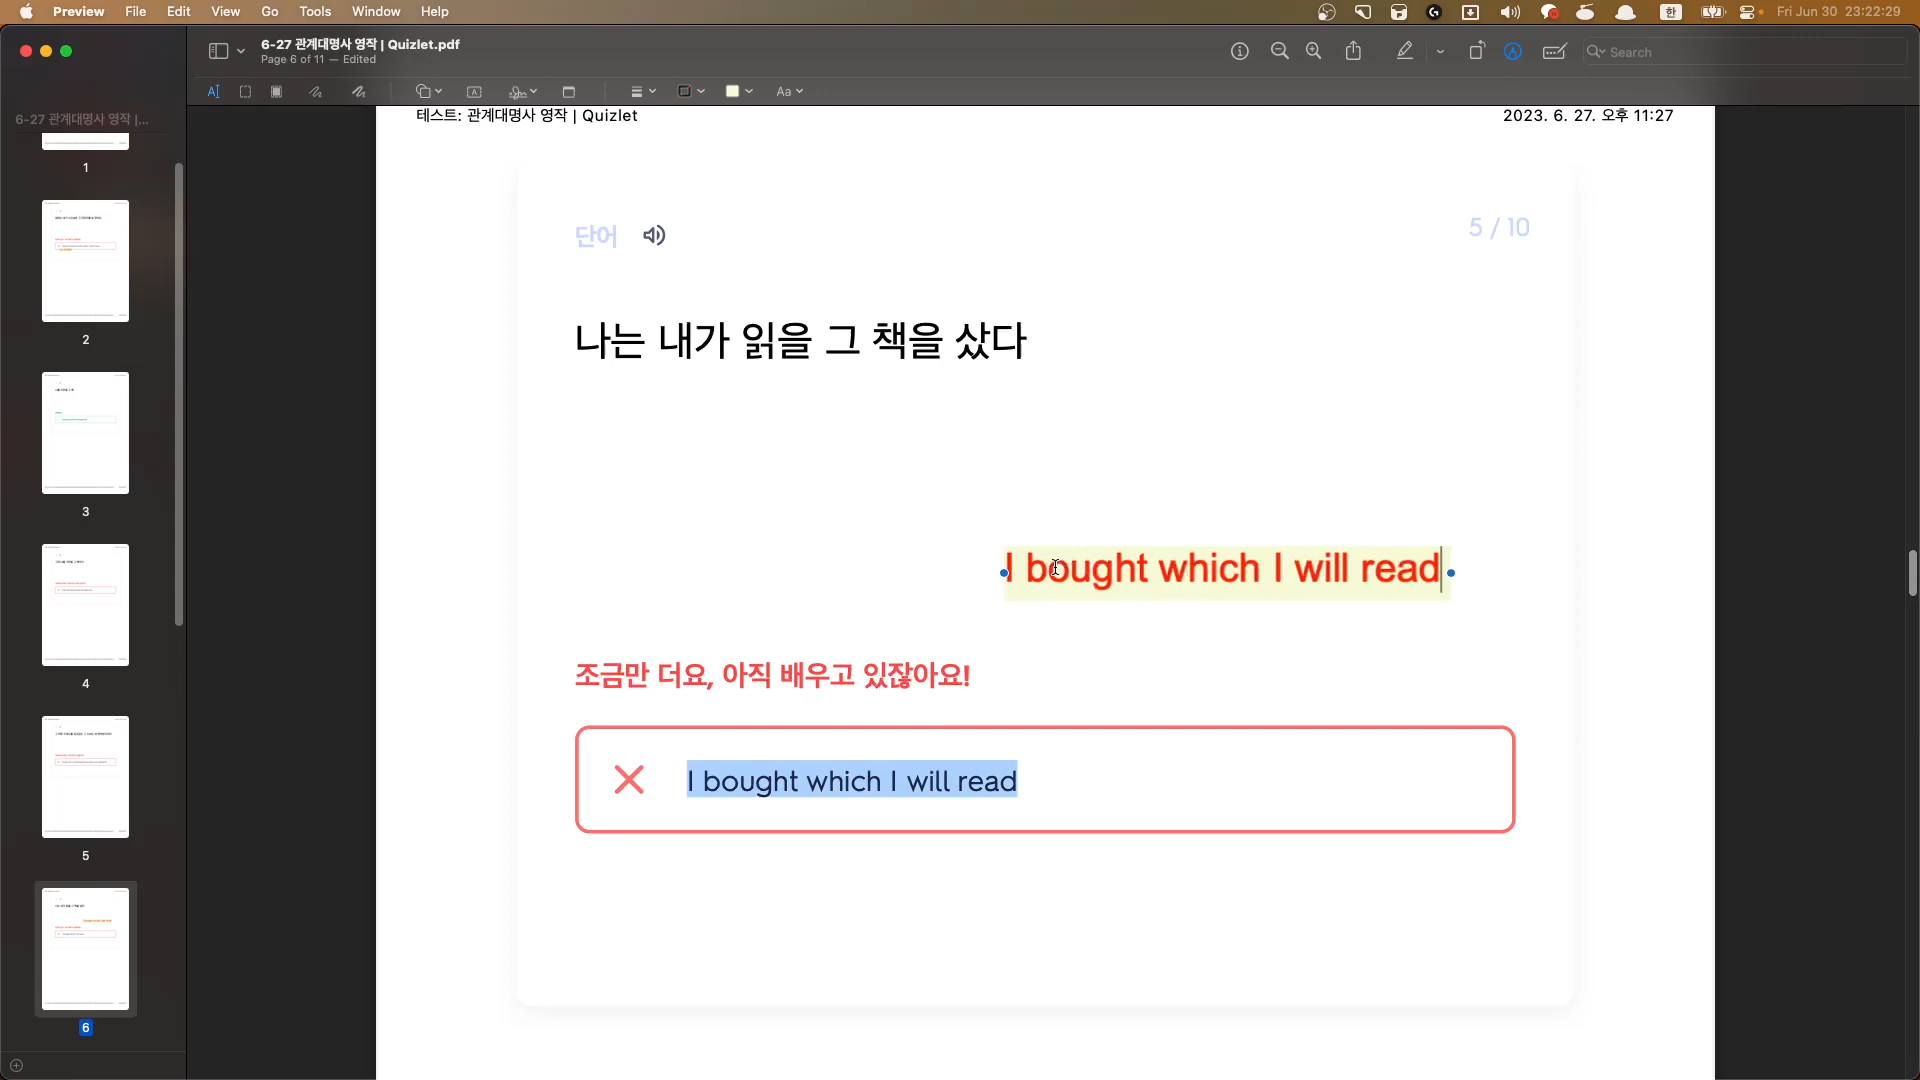 Preview File Edit View Go Tools Window Help
한
Fri Jun 30 23:22:29
6-27 관계대명사 영작 | Quizlet.pdf
Page 6 of 11 — Edited
Search
A
Aa
6-27 관계대명사 영작 |...
1
2
3
4
5
6
테스트: 관계대명사 영작 | Quizlet
2023. 6. 27. 오후 11:27
단어
5 / 10
나는 내가 읽을 그 책을 샀다
I bought which I will read
조금만 더요, 아직 배우고 있잖아요!
I bought which I will read